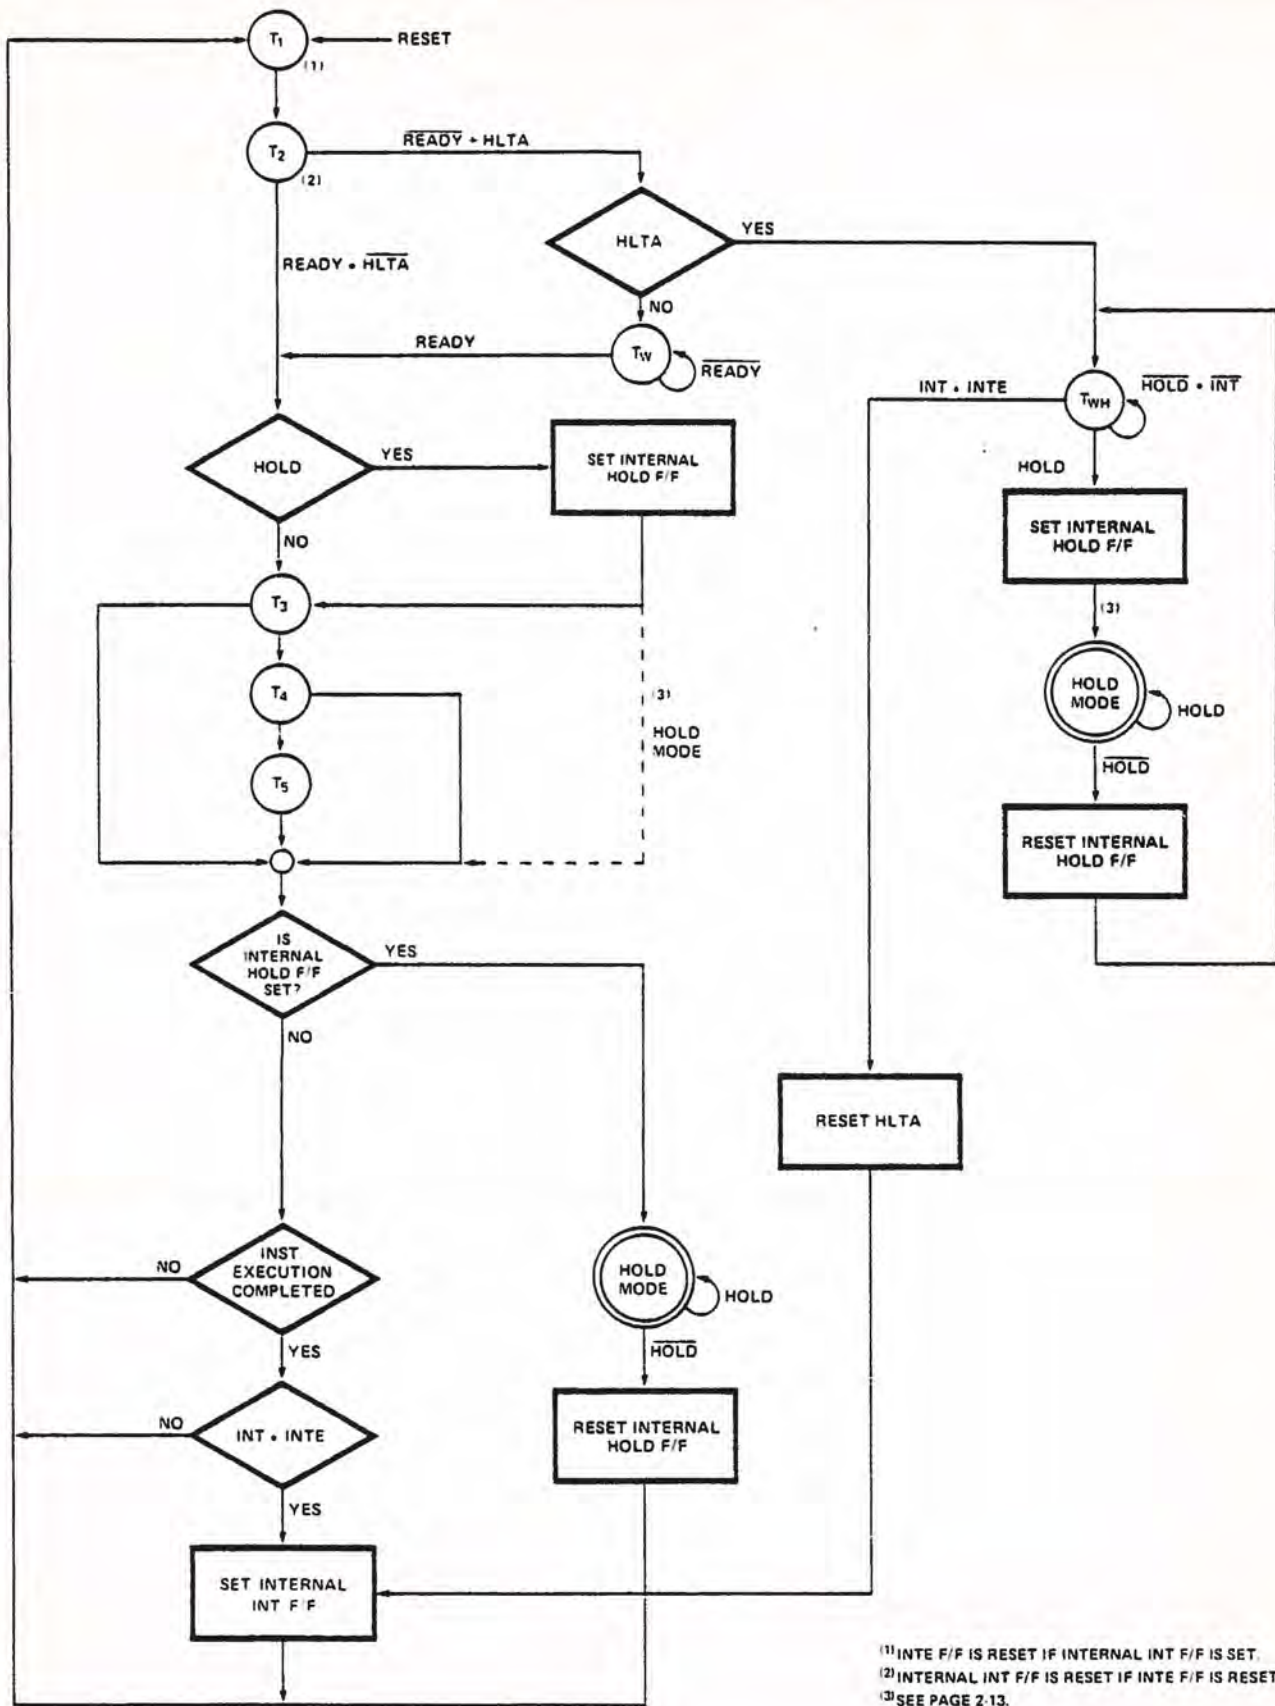 T1
RESET
(1)
T2
READY + HLTA
(2)
HLTA
YES
READY • HLTA
NO
READY
TW
READY
INT • INTE
TWH
HOLD • INT
HOLD
YES
SET INTERNAL
HOLD F/F
HOLD
NO
SET INTERNAL
HOLD F/F
T3
(3)
T4
(3)
HOLD
MODE
HOLD
MODE
HOLD
T5
HOLD
RESET INTERNAL
HOLD F/F
IS
INTERNAL
HOLD F/F
SET?
YES
NO
RESET HLTA
NO
INST
EXECUTION
COMPLETED
HOLD
MODE
HOLD
YES
HOLD
NO
INT • INTE
RESET INTERNAL
HOLD F/F
YES
SET INTERNAL
INT F/F
(1) INTE F/F IS RESET IF INTERNAL INT F/F IS SET.
(2) INTERNAL INT F/F IS RESET IF INTE F/F IS RESET
(3) SEE PAGE 2-13.